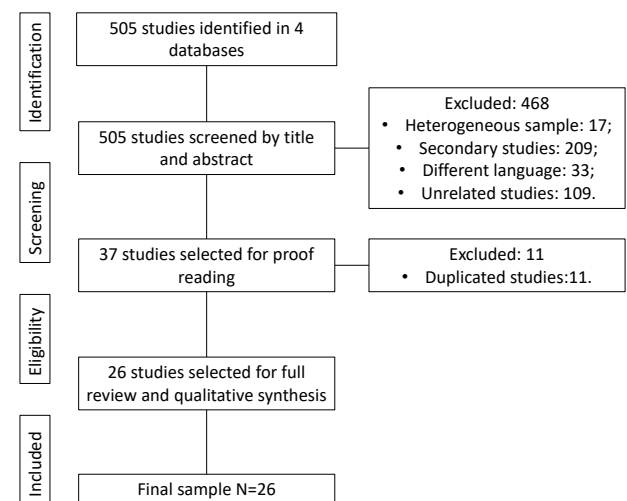 Identification
505 studies identified in 4
databases
505 studies screened by title
and abstract
Excluded: 468
• Heterogeneous sample: 17;
• Secondary studies: 209;
• Different language: 33;
• Unrelated studies: 109.
Screening
37 studies selected for proof
reading
Excluded: 11
• Duplicated studies:11.
Eligibility
26 studies selected for full
review and qualitative synthesis
Included
Final sample N=26